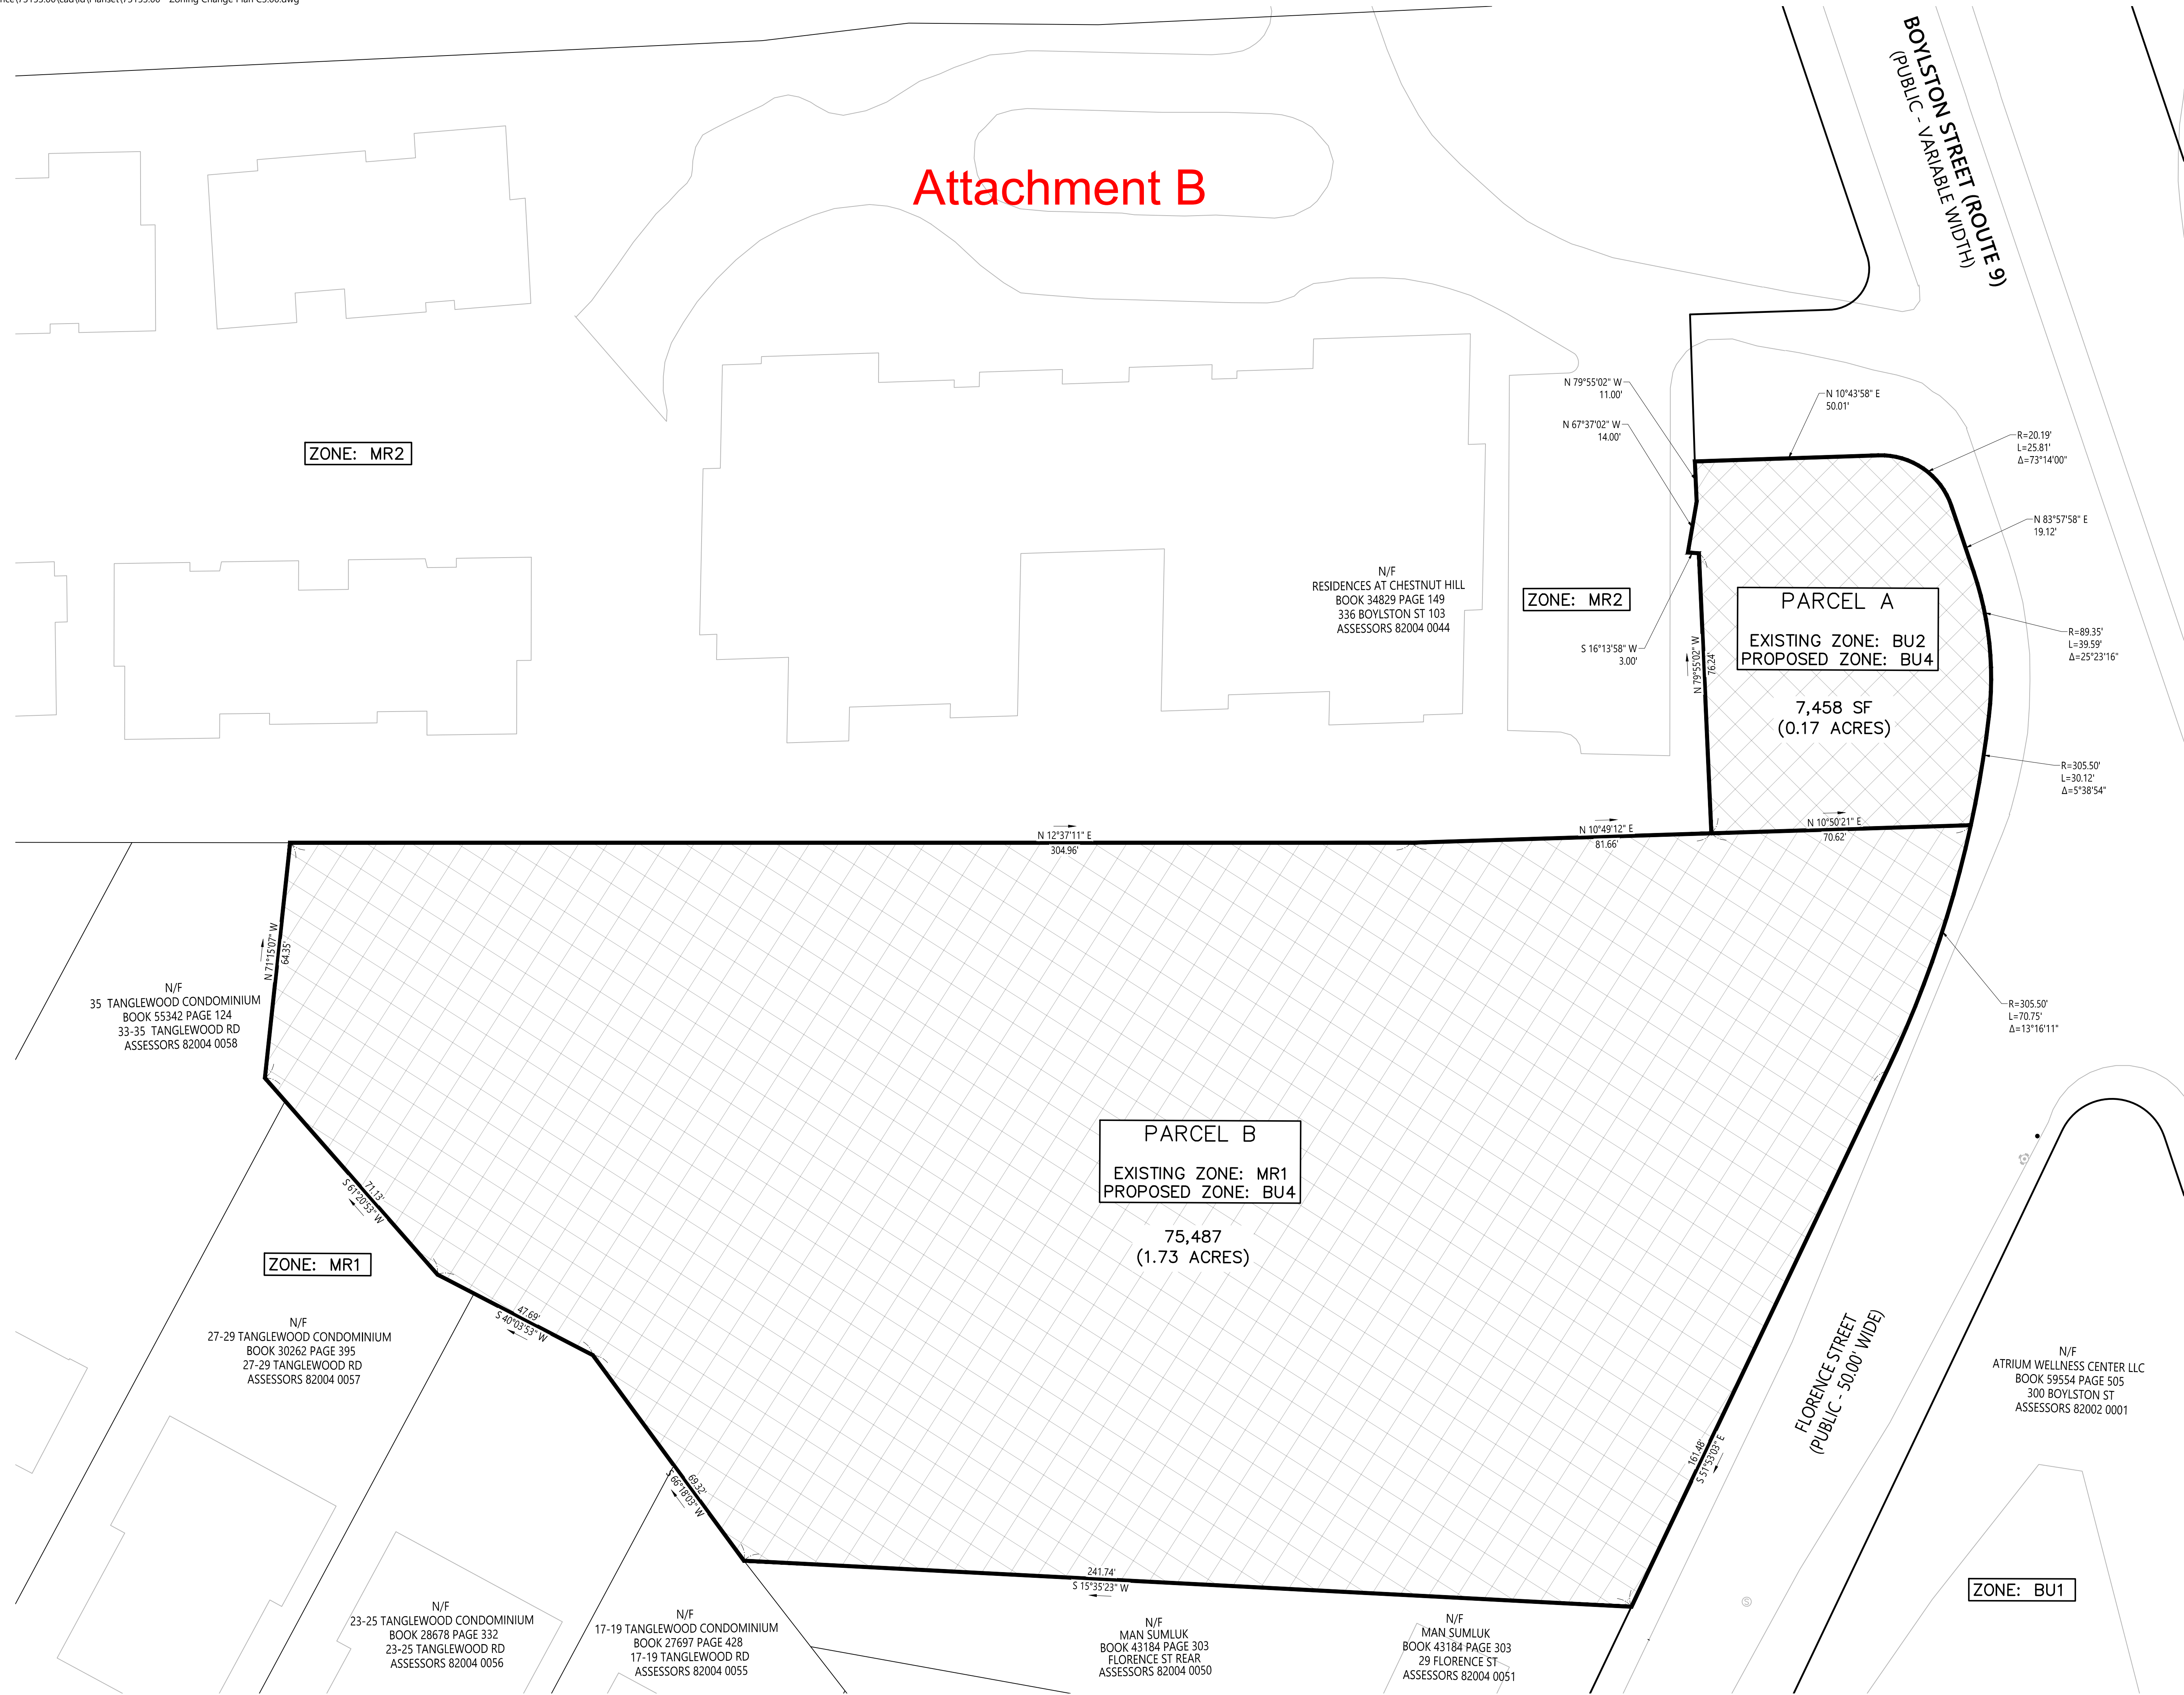 Attachment B
BOYLSTON STREET (ROUTE 9)
(PUBLIC - VARIABLE WIDTH)
ZONE: MR2
N 79°55'02" W
11.00'
N 67°37'02" W
14.00'
N 10°43'58" E
50.01'
R=20.19'
L=25.81'
Δ=73°14'00"
N 83°57'58" E
19.12'
N/F
RESIDENCES AT CHESTNUT HILL
BOOK 34829 PAGE 149
336 BOYLSTON ST 103
ASSESSORS 82004 0044
ZONE: MR2
S 16°13'58" W
3.00'
N 79°55'02" W
76.24'
PARCEL A
EXISTING ZONE: BU2
PROPOSED ZONE: BU4
7,458 SF
(0.17 ACRES)
R=89.35'
L=39.59'
Δ=25°23'16"
R=305.50'
L=30.12'
Δ=5°38'54"
N 12°37'11" E
304.96'
N 10°49'12" E
81.66'
N 10°50'21" E
70.62'
N 71°15'07" W
64.35'
N/F
35 TANGLEWOOD CONDOMINIUM
BOOK 55342 PAGE 124
33-35 TANGLEWOOD RD
ASSESSORS 82004 0058
R=305.50'
L=70.75'
Δ=13°16'11"
PARCEL B
EXISTING ZONE: MR1
PROPOSED ZONE: BU4
75,487
(1.73 ACRES)
71.13'
S 61°20'53" W
ZONE: MR1
47.69'
S 40°03'53" W
N/F
27-29 TANGLEWOOD CONDOMINIUM
BOOK 30262 PAGE 395
27-29 TANGLEWOOD RD
ASSESSORS 82004 0057
FLORENCE STREET
(PUBLIC - 50.00' WIDE)
N/F
ATRIUM WELLNESS CENTER LLC
BOOK 59554 PAGE 505
300 BOYLSTON ST
ASSESSORS 82002 0001
161.48'
S 51°53'03" E
69.32'
S 66°18'03" W
241.74'
S 15°35'23" W
ZONE: BU1
N/F
23-25 TANGLEWOOD CONDOMINIUM
BOOK 28678 PAGE 332
23-25 TANGLEWOOD RD
ASSESSORS 82004 0056
N/F
17-19 TANGLEWOOD CONDOMINIUM
BOOK 27697 PAGE 428
17-19 TANGLEWOOD RD
ASSESSORS 82004 0055
N/F
MAN SUMLUK
BOOK 43184 PAGE 303
FLORENCE ST REAR
ASSESSORS 82004 0050
N/F
MAN SUMLUK
BOOK 43184 PAGE 303
29 FLORENCE ST
ASSESSORS 82004 0051